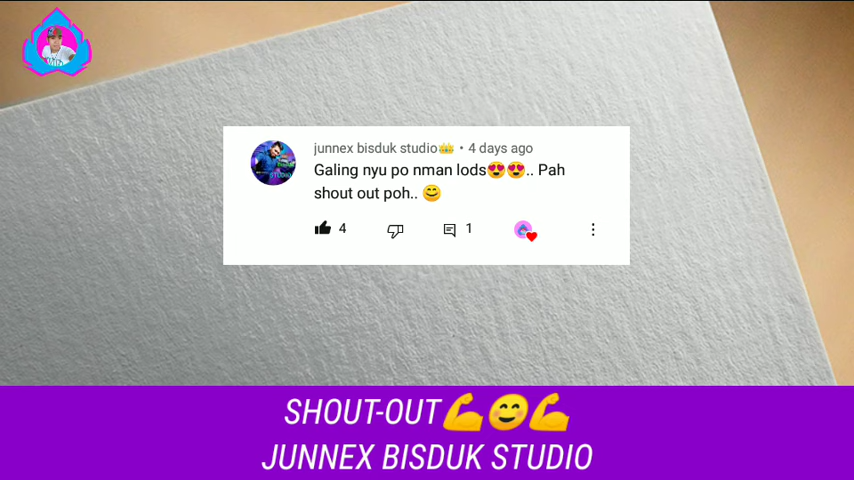 junnex bisduk studio👑 • 4 days ago
Galing nyu po nman lods😍😍.. Pah
shout out poh.. 😊
4
1
SHOUT-OUT💪😊💪
JUNNEX BISDUK STUDIO